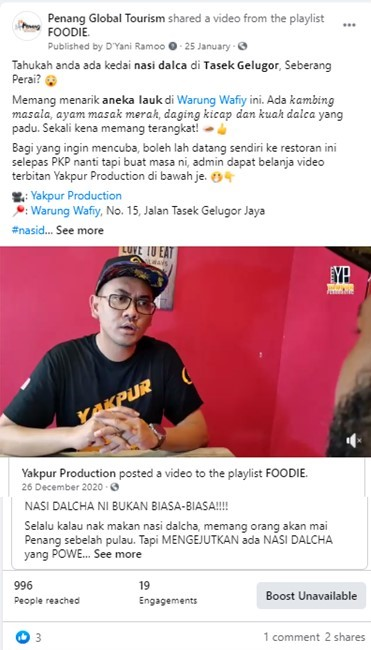 Penang Global Tourism shared a video from the playlist
FOODIE.
Published by D'Yani Ramoo · 25 January ·
Tahukah anda ada kedai nasi dalca di Tasek Gelugor, Seberang
Perai? 😲
Memang menarik aneka lauk di Warung Wafiy ini. Ada kambing
masala, ayam masak merah, daging kicap dan kuah dalca yang
padu. Sekali kena memang terangkat!
Bagi yang ingin mencuba, boleh lah datang sendiri ke restoran ini
selepas PKP nanti tapi buat masa ni, admin dapat belanja video
terbitan Yakpur Production di bawah je.
🎥: Yakpur Production
📍: Warung Wafiy, No. 15, Jalan Tasek Gelugor Jaya
#nasid... See more
LOVE TO EAT
ALWAYS
YP
YAKPUR
Yakpur Production posted a video to the playlist FOODIE.
26 December 2020 ·
NASI DALCHA NI BUKAN BIASA-BIASA!!!!
Selalu kalau nak makan nasi dalcha, memang orang akan mai
Penang sebelah pulau. Tapi MENGEJUTKAN ada NASI DALCHA
yang POWE... See more
996
People reached
19
Engagements
Boost Unavailable
3
1 comment 2 shares